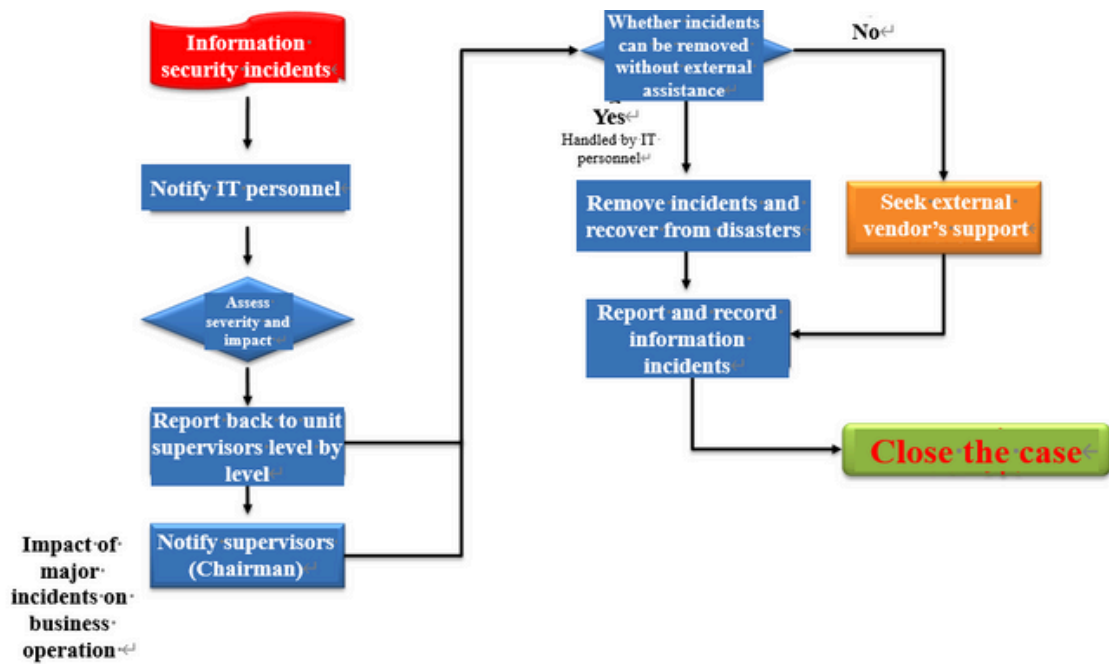 Information
security incidents
Notify IT personnel
Assess
severity and
impact
Report back to unit
supervisors level by
level
Impact of
major
incidents on
business
operation
Notify supervisors
(Chairman)
Whether incidents
can be removed
without external
assistance
No
Yes
Handled by IT
personnel
Remove incidents and
recover from disasters
Seek external
vendor’s support
Report and record
information
incidents
Close the case